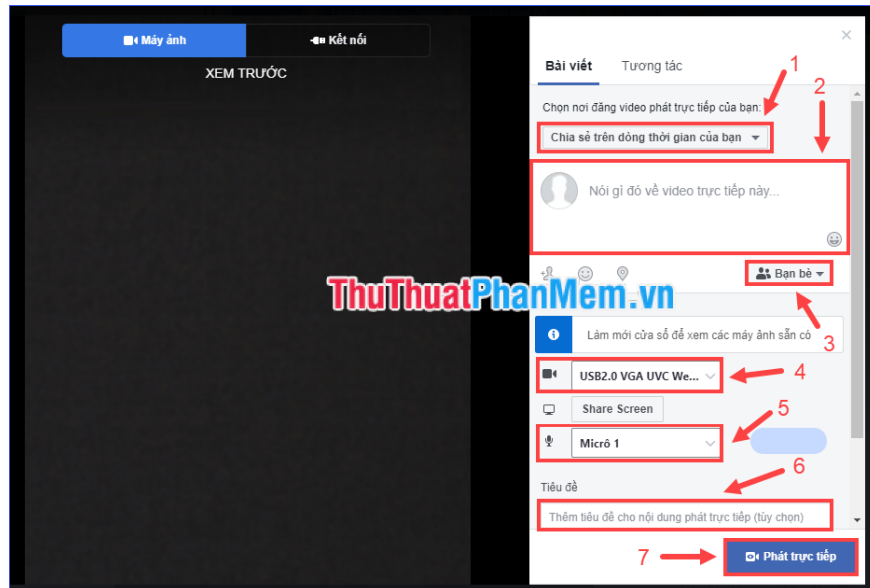 Máy ảnh
Kết nối
XEM TRƯỚC
Bài viết
Tương tác
1
2
Chọn nơi đăng video phát trực tiếp của bạn:
Chia sẻ trên dòng thời gian của bạn
Nói gì đó về video trực tiếp này...
Bạn bè
ThuThuatPhanMem.vn
Làm mới cửa sổ để xem các máy ảnh sẵn có
3
USB2.0 VGA UVC We...
4
Share Screen
5
Micrô 1
6
Tiêu đề
Thêm tiêu đề cho nội dung phát trực tiếp (tùy chọn)
7
Phát trực tiếp